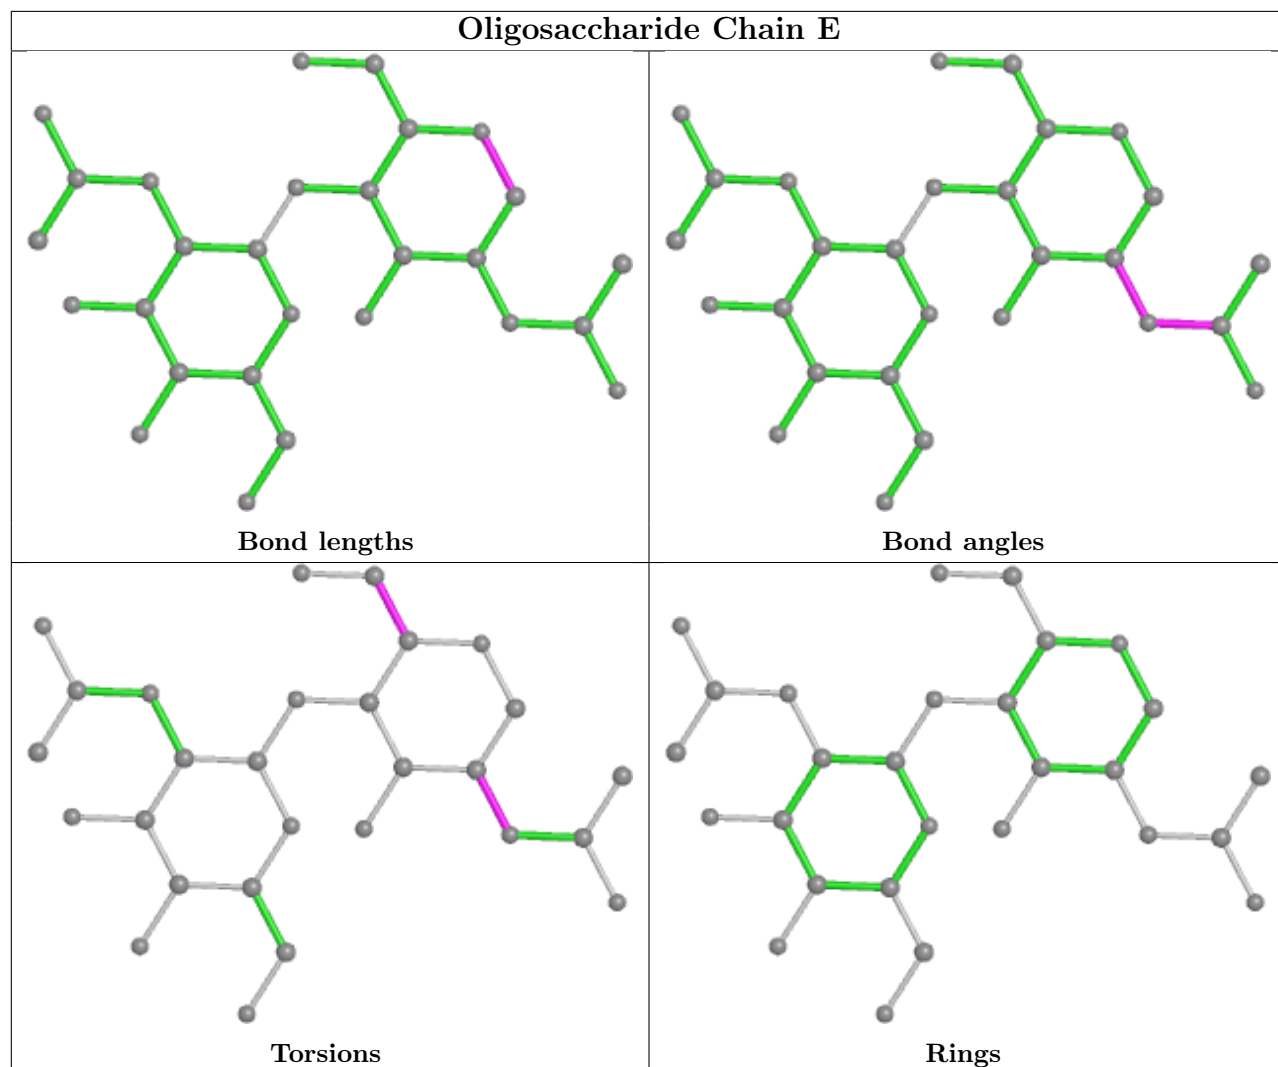 Oligosaccharide Chain E
Bond lengths
Bond angles
Torsions
Rings